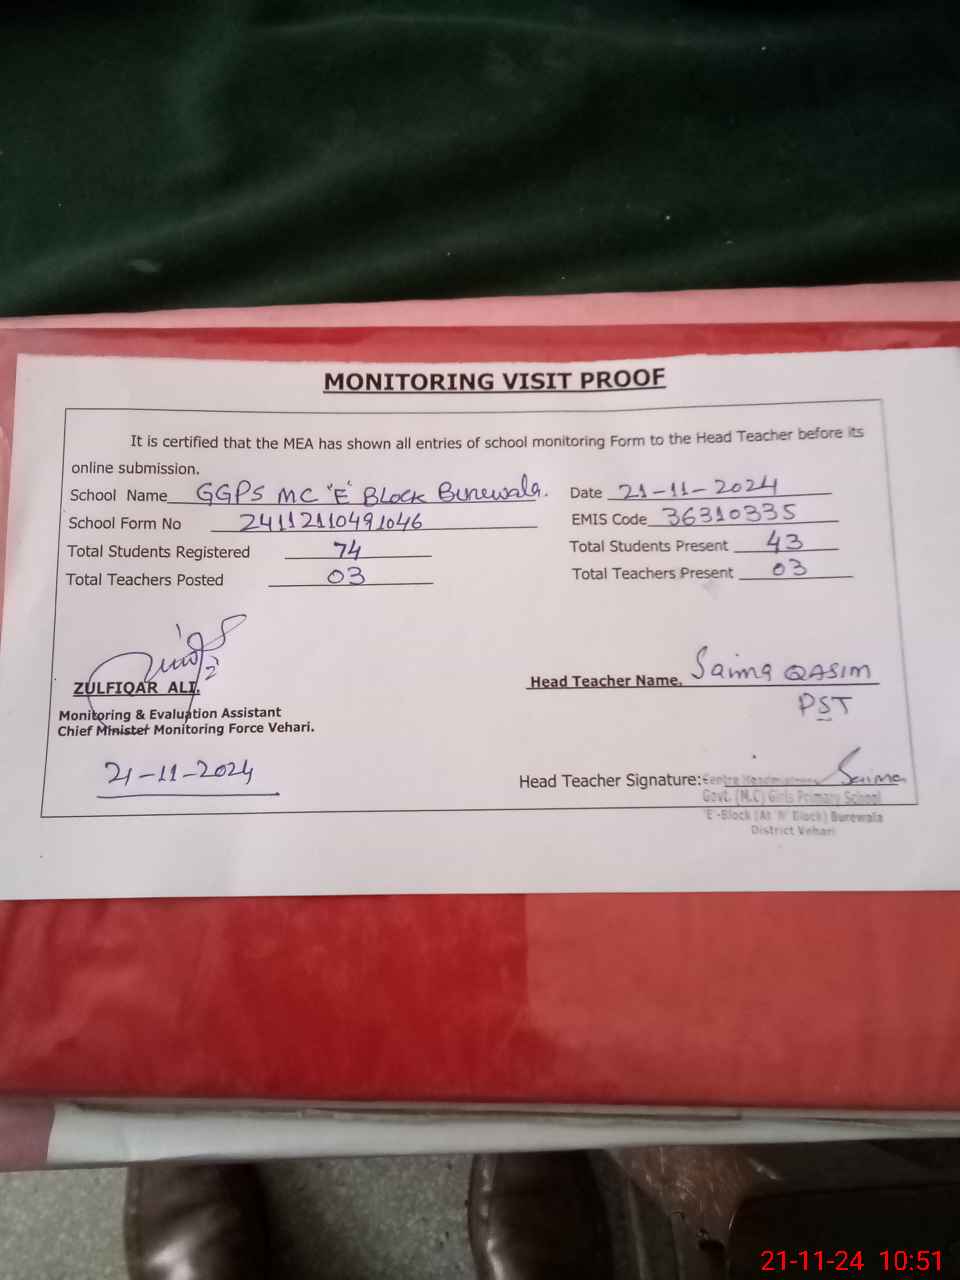 MONITORING VISIT PROOF
It is certified that the MEA has shown all entries of school monitoring Form to the Head Teacher before its
online submission.
School Name GGPS MC 'E' Block Burewala. Date 21-11-2024
School Form No 24112110491046 EMIS Code 36310335
Total Students Registered 74 Total Students Present 43
Total Teachers Posted 03 Total Teachers Present 03
ZULFIQAR ALI. Head Teacher Name. Saima QASIM
PST
Monitoring & Evaluation Assistant
Chief Minister Monitoring Force Vehari.
21-11-2024
Head Teacher Signature: Saima
Centre Headmistress
Govt. (M.C) Girls Primary School
'E'-Block (At 'N' Block) Burewala
District Vehari
21-11-24 10:51